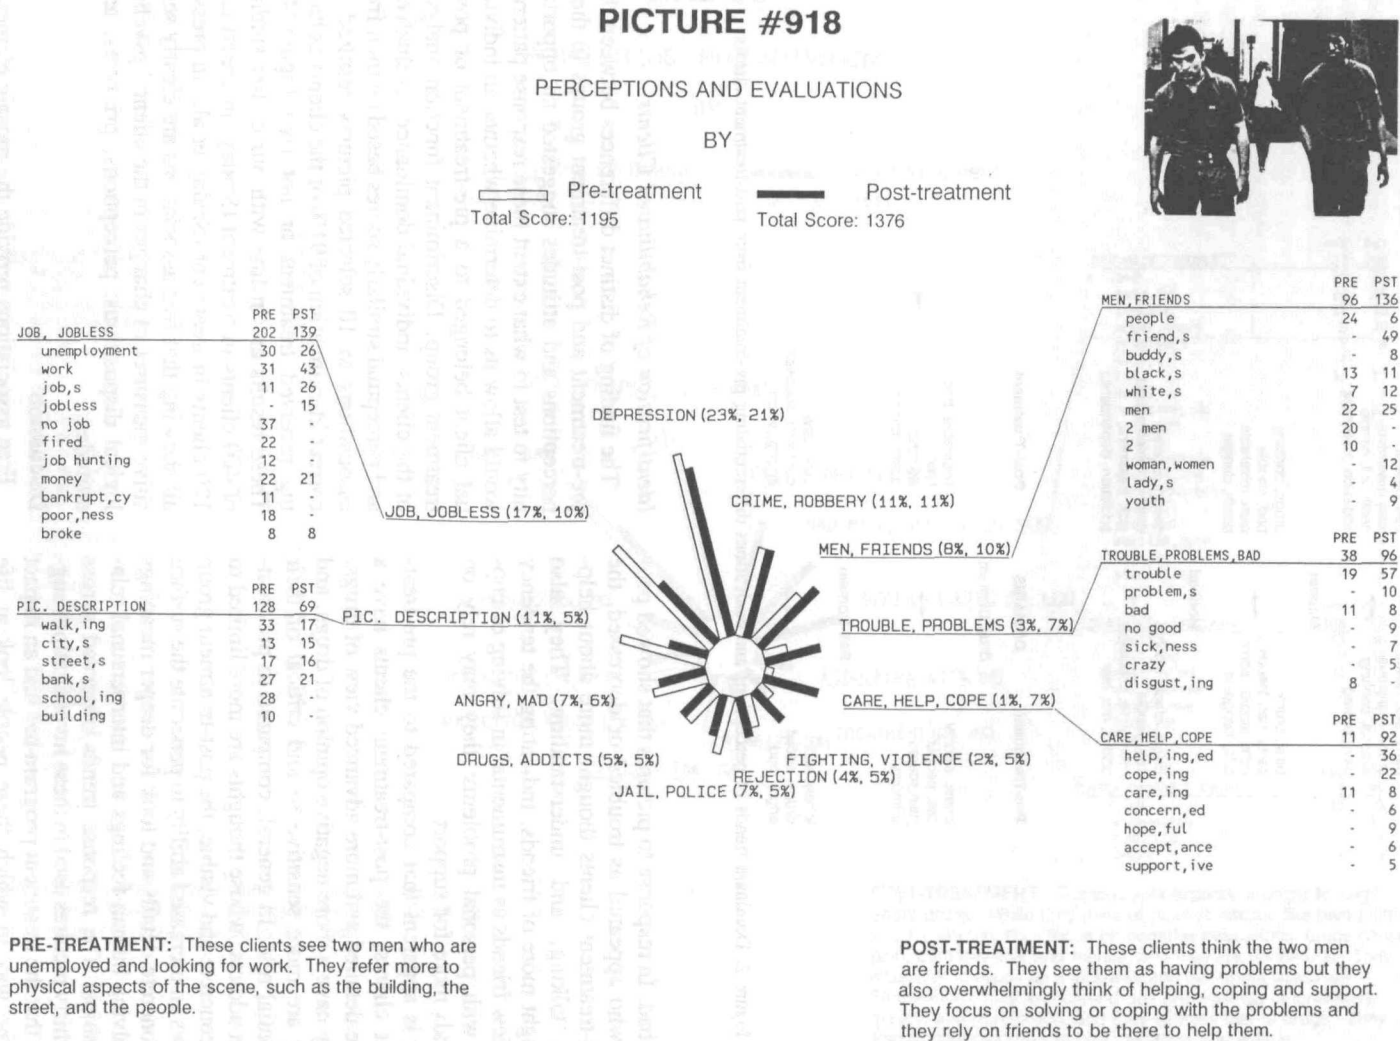 PICTURE #918
PERCEPTIONS AND EVALUATIONS
BY
Pre-treatment Post-treatment
Total Score: 1195 Total Score: 1376
PRE PST
JOB, JOBLESS 202 139
unemployment 30 26
work 31 43
job,s 11 26
jobless - 15
no job 37 -
fired 22 -
job hunting 12 -
money 22 21
bankrupt,cy 11 -
poor,ness 18 -
broke 8 8
PRE PST
PIC. DESCRIPTION 128 69
walk,ing 33 17
city,s 13 15
street,s 17 16
bank,s 27 21
school,ing 28 -
building 10 -
DEPRESSION (23%, 21%)
CRIME, ROBBERY (11%, 11%)
JOB, JOBLESS (17%, 10%)
MEN, FRIENDS (8%, 10%)
PIC. DESCRIPTION (11%, 5%)
TROUBLE, PROBLEMS (3%, 7%)
ANGRY, MAD (7%, 6%)
CARE, HELP, COPE (1%, 7%)
DRUGS, ADDICTS (5%, 5%)
FIGHTING, VIOLENCE (2%, 5%)
REJECTION (4%, 5%)
JAIL, POLICE (7%, 5%)
PRE PST
MEN,FRIENDS 96 136
people 24 6
friend,s - 49
buddy,s - 8
black,s 13 11
white,s 7 12
men 22 25
2 men 20 -
2 10 -
woman,women - 12
lady,s - 4
youth - 9
PRE PST
TROUBLE,PROBLEMS,BAD 38 96
trouble 19 57
problem,s - 10
bad 11 8
no good - 9
sick,ness - 7
crazy - 5
disgust,ing 8 -
PRE PST
CARE,HELP,COPE 11 92
help,ing,ed - 36
cope,ing - 22
care,ing 11 8
concern,ed - 6
hope,ful - 9
accept,ance - 6
support,ive - 5
PRE-TREATMENT: These clients see two men who are
unemployed and looking for work. They refer more to
physical aspects of the scene, such as the building, the
street, and the people.
POST-TREATMENT: These clients think the two men
are friends. They see them as having problems but they
also overwhelmingly think of helping, coping and support.
They focus on solving or coping with the problems and
they rely on friends to be there to help them.